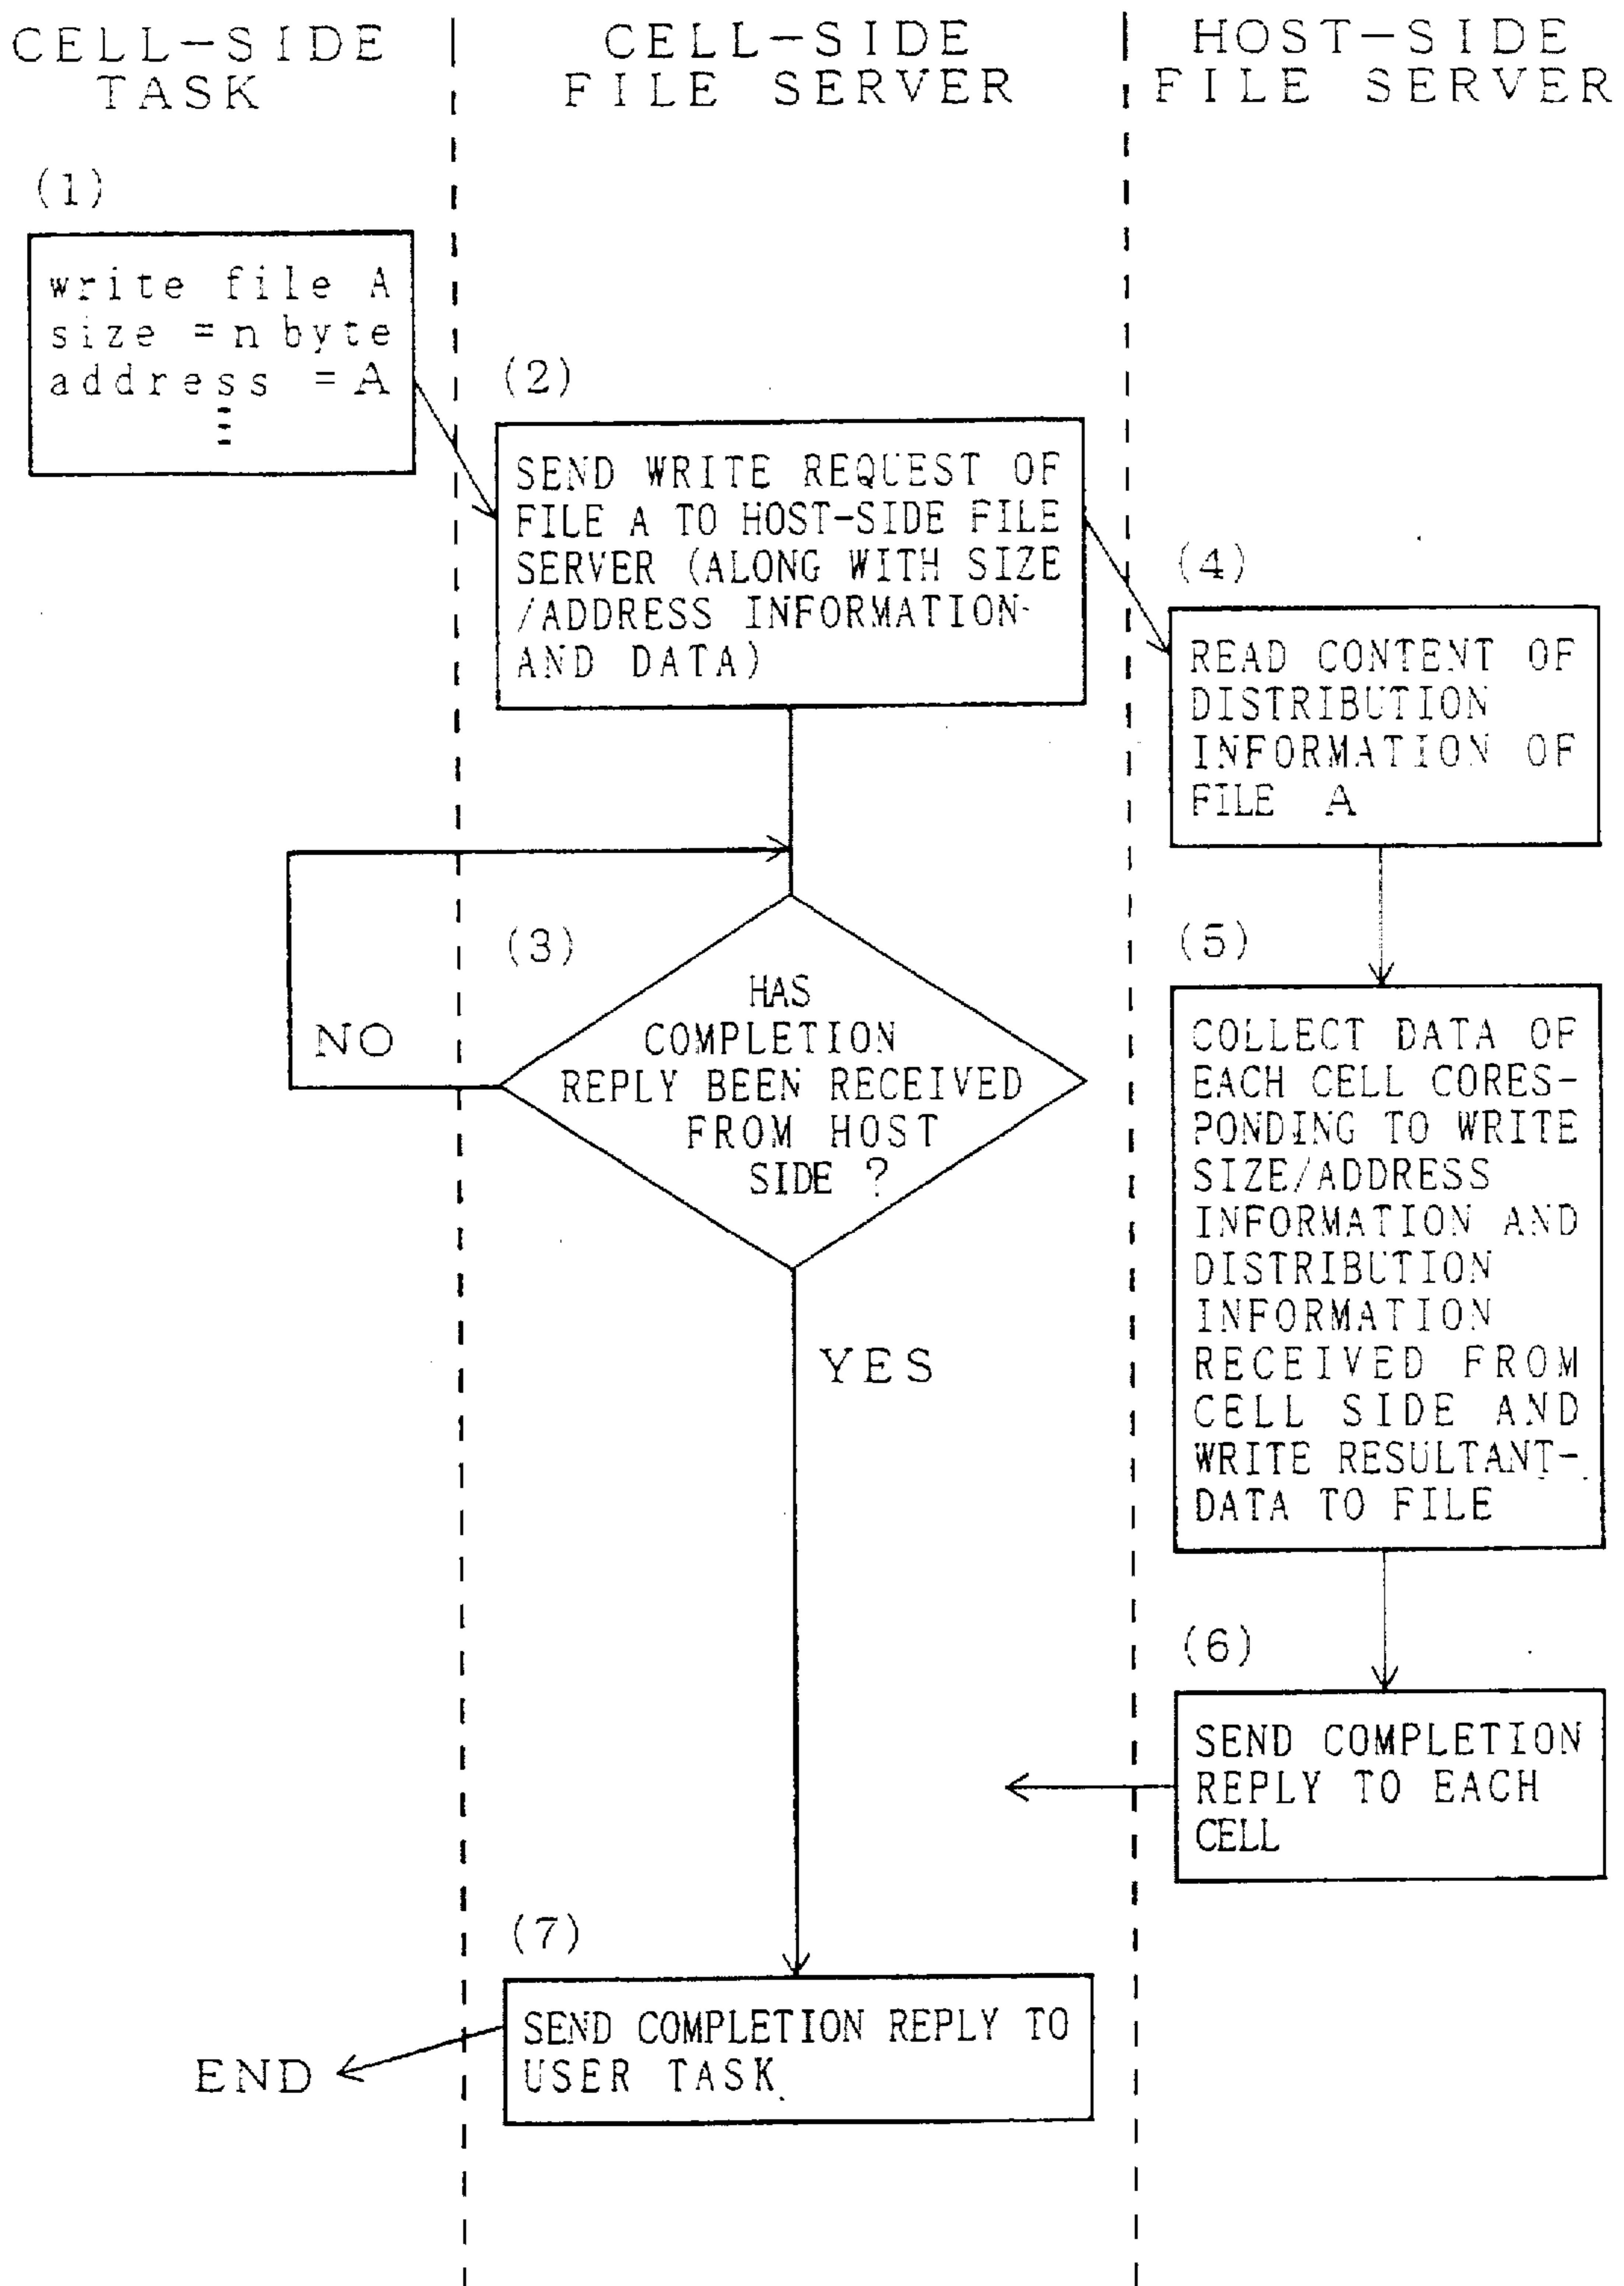 CELL-SIDE
TASK
CELL-SIDE
FILE SERVER
HOST-SIDE
FILE SERVER
(1)
write file A
size = n byte
address = A
(2)
SEND WRITE REQUEST OF
FILE A TO HOST-SIDE FILE
SERVER (ALONG WITH SIZE
/ADDRESS INFORMATION
AND DATA)
(4)
READ CONTENT OF
DISTRIBUTION
INFORMATION OF
FILE A
(3)
HAS
COMPLETION
REPLY BEEN RECEIVED
FROM HOST
SIDE ?
NO
YES
(5)
COLLECT DATA OF
EACH CELL CORES-
PONDING TO WRITE
SIZE/ADDRESS
INFORMATION AND
DISTRIBUTION
INFORMATION
RECEIVED FROM
CELL SIDE AND
WRITE RESULTANT-
DATA TO FILE
(6)
SEND COMPLETION
REPLY TO EACH
CELL
(7)
SEND COMPLETION REPLY TO
USER TASK
END